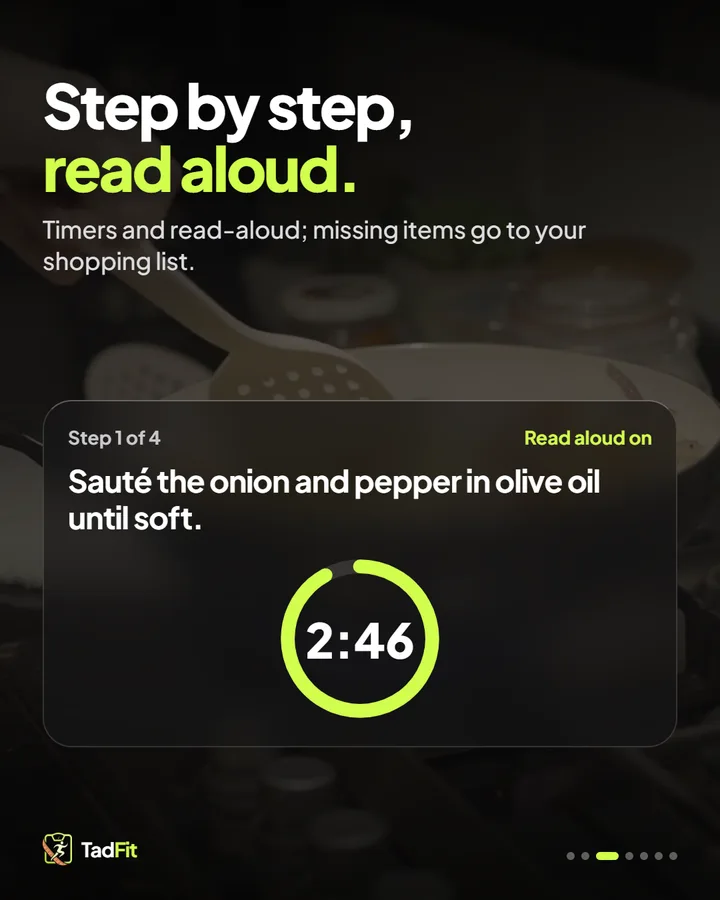 Step by step,
read aloud.
Timers and read-aloud; missing items go to your
shopping list.
Step 1 of 4
Read aloud on
Sauté the onion and pepper in olive oil
until soft.
2:46
TadFit